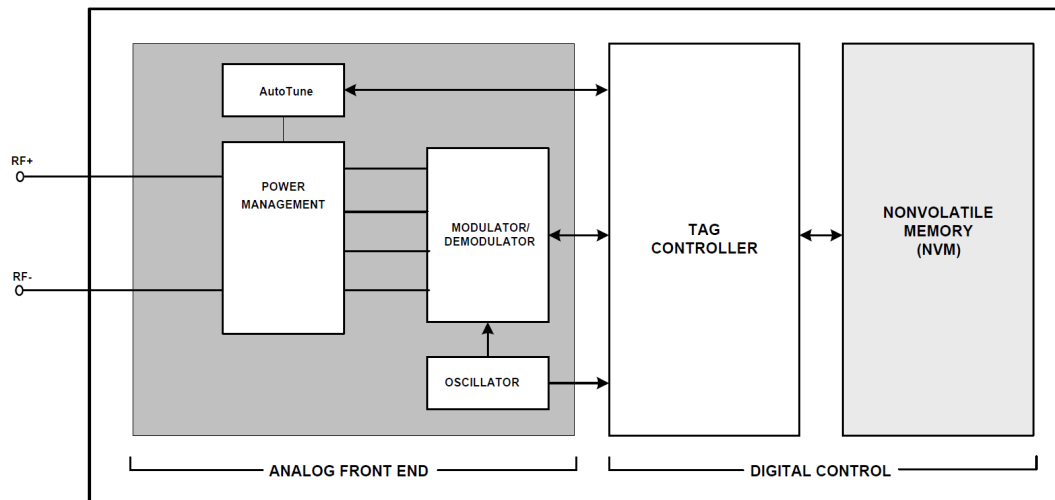 AutoTune
RF+
POWER
MANAGEMENT
MODULATOR/
DEMODULATOR
RF-
OSCILLATOR
TAG
CONTROLLER
NONVOLATILE
MEMORY
(NVM)
ANALOG FRONT END
DIGITAL CONTROL